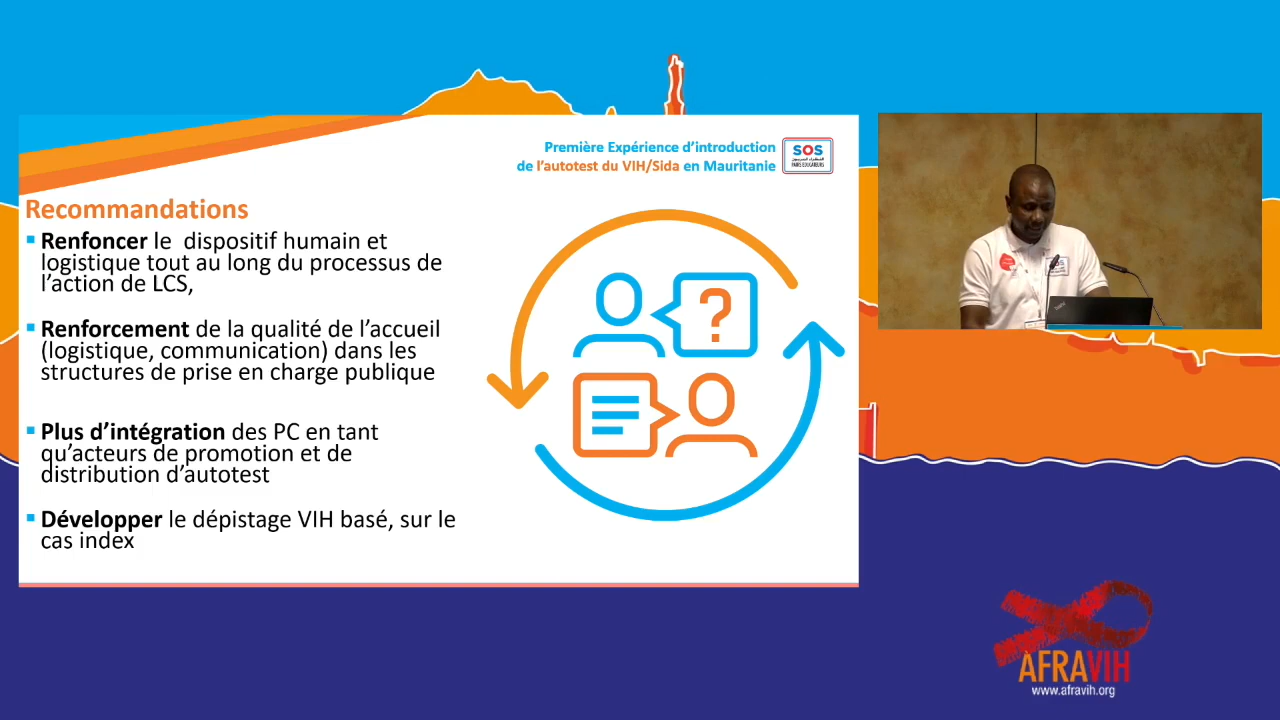 Première Expérience d’introduction
de l’autotest du VIH/Sida en Mauritanie
SOS
PAIRS EDUCATEURS
Recommandations
Renfoncer le dispositif humain et
logistique tout au long du processus de
l’action de LCS,
Renforcement de la qualité de l’accueil
(logistique, communication) dans les
structures de prise en charge publique
Plus d’intégration des PC en tant
qu’acteurs de promotion et de
distribution d’autotest
Développer le dépistage VIH basé, sur le
cas index
?
AFRAVIH
www.afravih.org